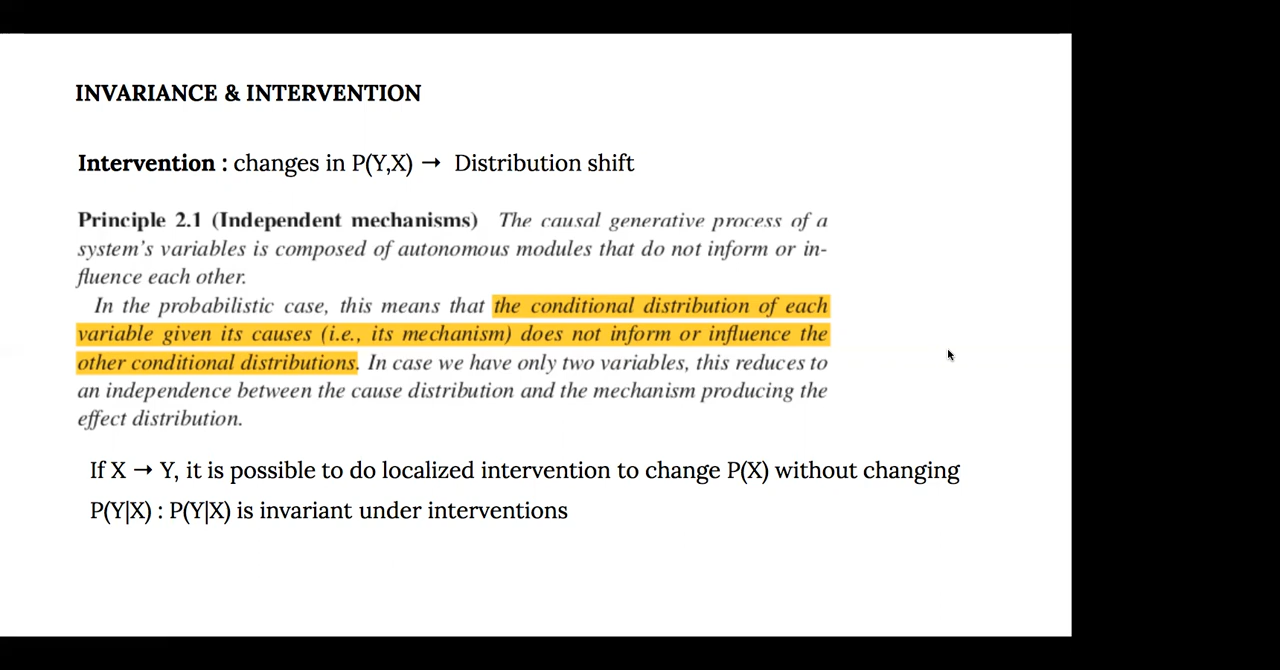 INVARIANCE & INTERVENTION
Intervention : changes in P(Y,X) → Distribution shift
Principle 2.1 (Independent mechanisms) The causal generative process of a
system's variables is composed of autonomous modules that do not inform or in-
fluence each other.
In the probabilistic case, this means that the conditional distribution of each
variable given its causes (i.e., its mechanism) does not inform or influence the
other conditional distributions. In case we have only two variables, this reduces to
an independence between the cause distribution and the mechanism producing the
effect distribution.
If X → Y, it is possible to do localized intervention to change P(X) without changing
P(Y|X) : P(Y|X) is invariant under interventions